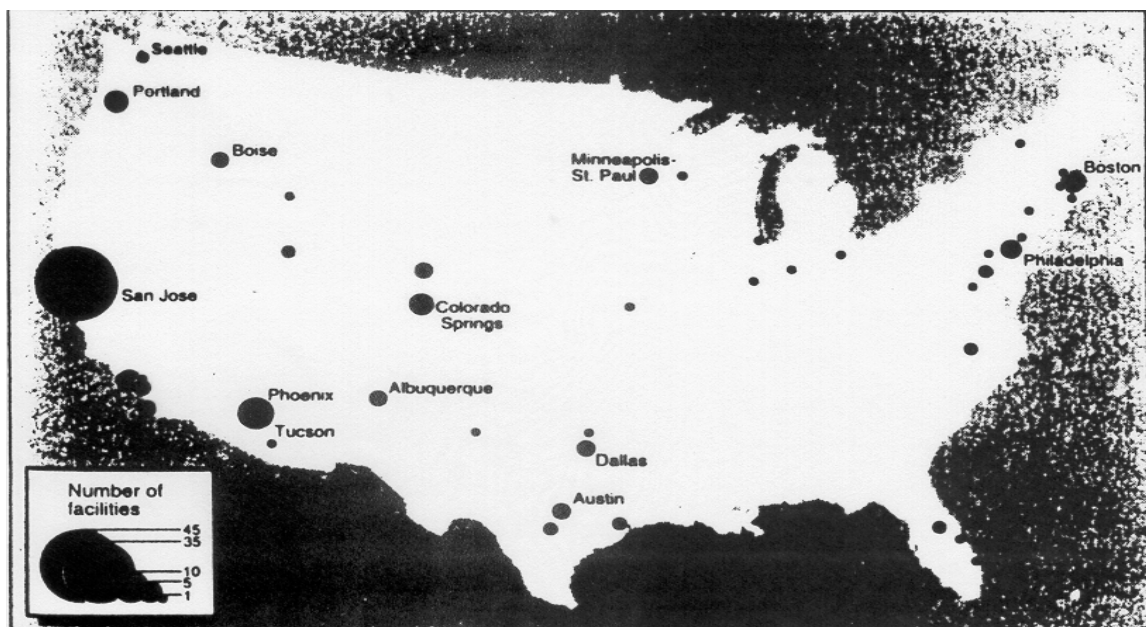 Seattle
Portland
Boise
Minneapolis-
St. Paul
Boston
Philadelphia
San Jose
Colorado
Springs
Phoenix
Albuquerque
Tucson
Dallas
Austin
Number of
facilities
45
35
10
5
1